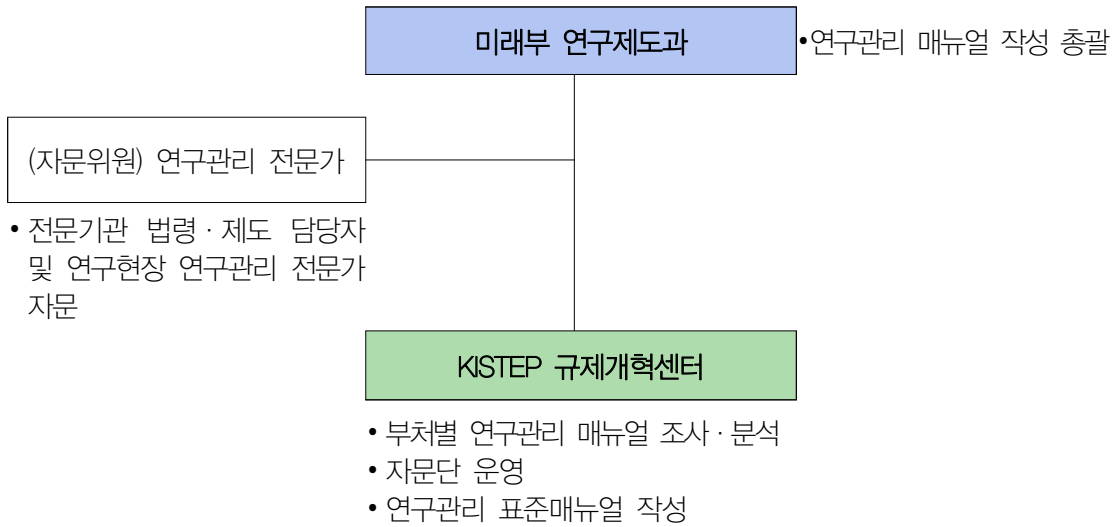 미래부 연구제도과
•연구관리 매뉴얼 작성 총괄
(자문위원) 연구관리 전문가
• 전문기관 법령 · 제도 담당자
및 연구현장 연구관리 전문가
자문
KISTEP 규제개혁센터
• 부처별 연구관리 매뉴얼 조사 · 분석
• 자문단 운영
• 연구관리 표준매뉴얼 작성